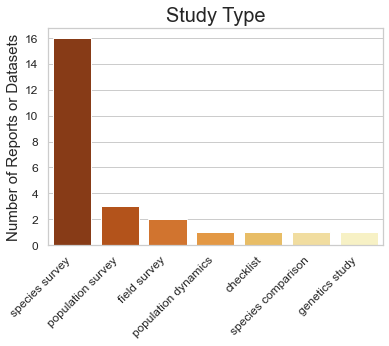 Study Type
Number of Reports or Datasets
16
14
12
10
8
6
4
2
0
species survey
population survey
field survey
population dynamics
checklist
species comparison
genetics study